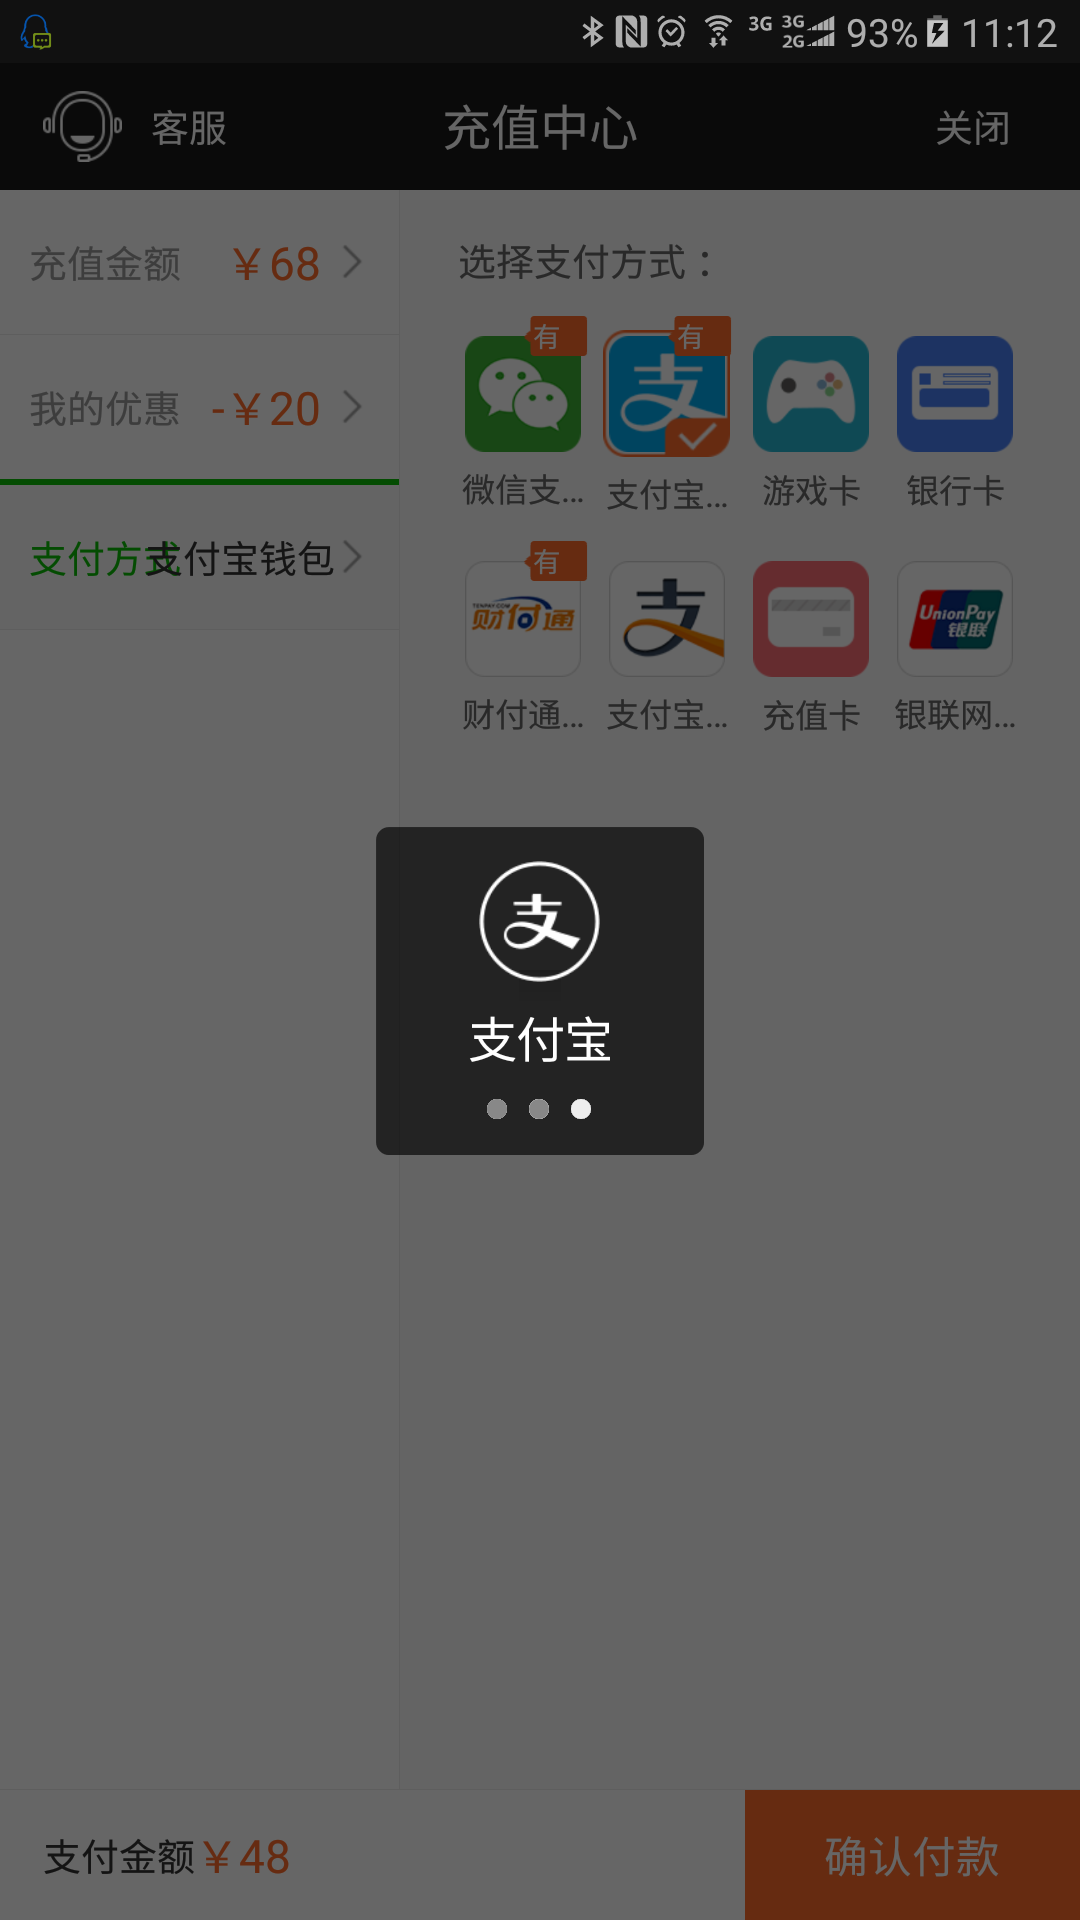 3G 3G 2G 93% 11:12
客服 充值中心 关闭
充值金额 ￥68
我的优惠 -￥20
支付方式 支付宝钱包
选择支付方式：
有 有
微信支... 支付宝... 游戏卡 银行卡
有
TENPAY.COM 财付通 UnionPay 银联
财付通... 支付宝... 充值卡 银联网...
支
支付宝
支付金额￥48 确认付款